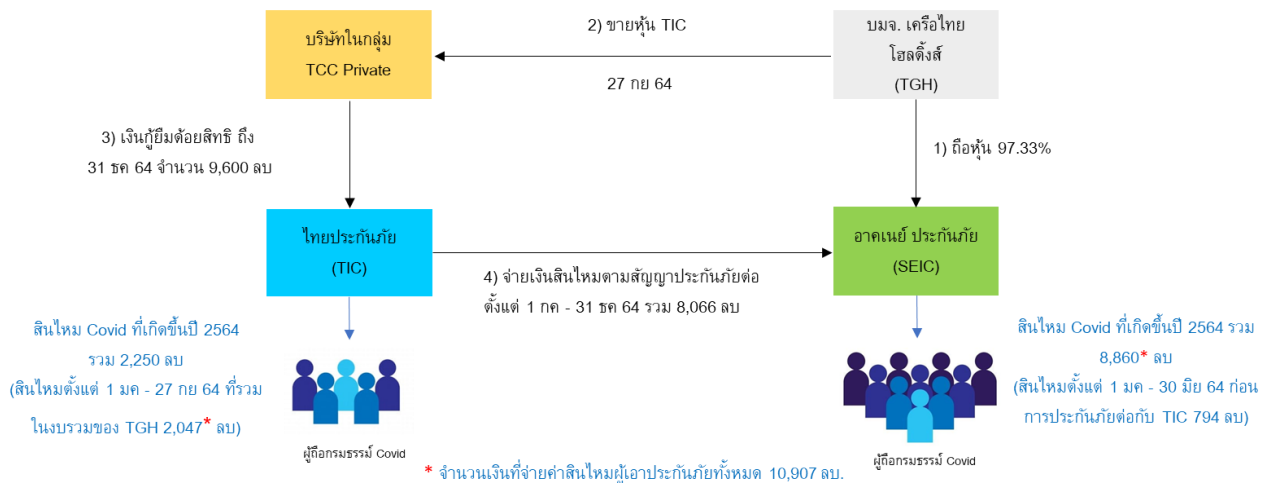 บริษัทในกลุ่ม
TCC Private
2) ขายหุ้น TIC
27 กย 64
บมจ. เครือไทย
โฮลดิ้งส์
(TGH)
3) เงินกู้ยืมด้อยสิทธิ ถึง
31 ธค 64 จำนวน 9,600 ลบ
1) ถือหุ้น 97.33%
ไทยประกันภัย
(TIC)
4) จ่ายเงินสินไหมตามสัญญาประกันภัยต่อ
ตั้งแต่ 1 กค - 31 ธค 64 รวม 8,066 ลบ
อาคเนย์ ประกันภัย
(SEIC)
สินไหม Covid ที่เกิดขึ้นปี 2564
รวม 2,250 ลบ
(สินไหมตั้งแต่ 1 มค - 27 กย 64 ที่รวม
ในงบรวมของ TGH 2,047* ลบ)
ผู้ถือกรมธรรม์ Covid
สินไหม Covid ที่เกิดขึ้นปี 2564 รวม
8,860* ลบ
(สินไหมตั้งแต่ 1 มค - 30 มิย 64 ก่อน
การประกันภัยต่อกับ TIC 794 ลบ)
ผู้ถือกรมธรรม์ Covid
* จำนวนเงินที่จ่ายค่าสินไหมผู้เอาประกันภัยทั้งหมด 10,907 ลบ.